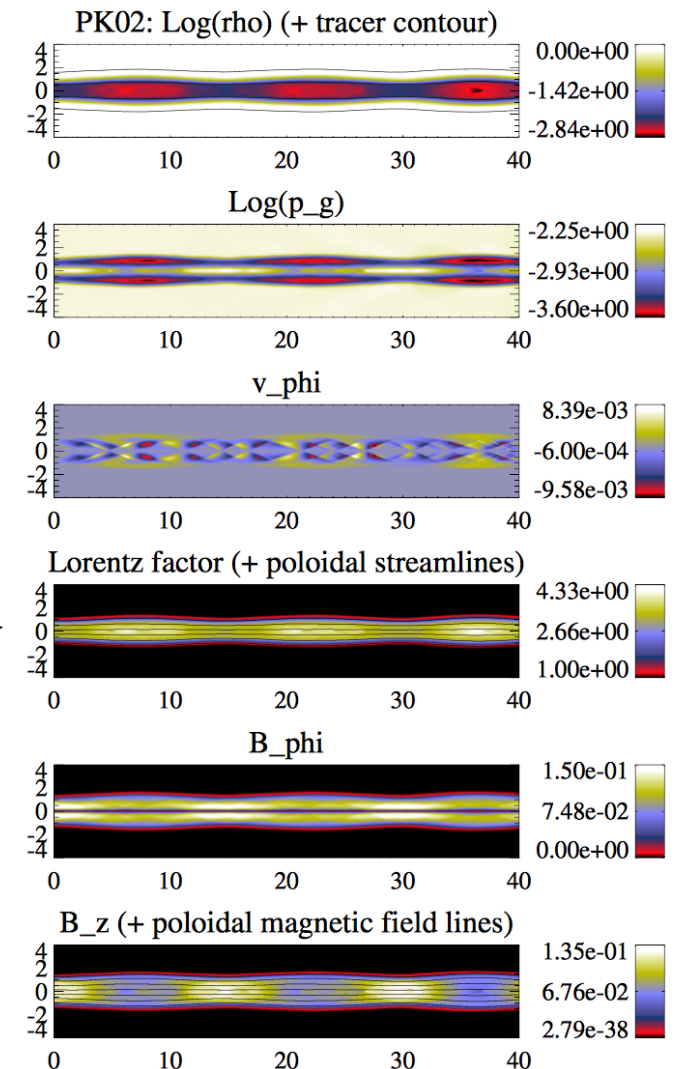 PK02: Log(rho) (+ tracer contour)
4
2
0
-2
-4
0 10 20 30 40
0.00e+00
-1.42e+00
-2.84e+00
Log(p_g)
4
2
0
-2
-4
0 10 20 30 40
-2.25e+00
-2.93e+00
-3.60e+00
v_phi
4
2
0
-2
-4
0 10 20 30 40
8.39e-03
-6.00e-04
-9.58e-03
Lorentz factor (+ poloidal streamlines)
4
2
0
-2
-4
0 10 20 30 40
4.33e+00
2.66e+00
1.00e+00
B_phi
4
2
0
-2
-4
0 10 20 30 40
1.50e-01
7.48e-02
0.00e+00
B_z (+ poloidal magnetic field lines)
4
2
0
-2
-4
0 10 20 30 40
1.35e-01
6.76e-02
2.79e-38